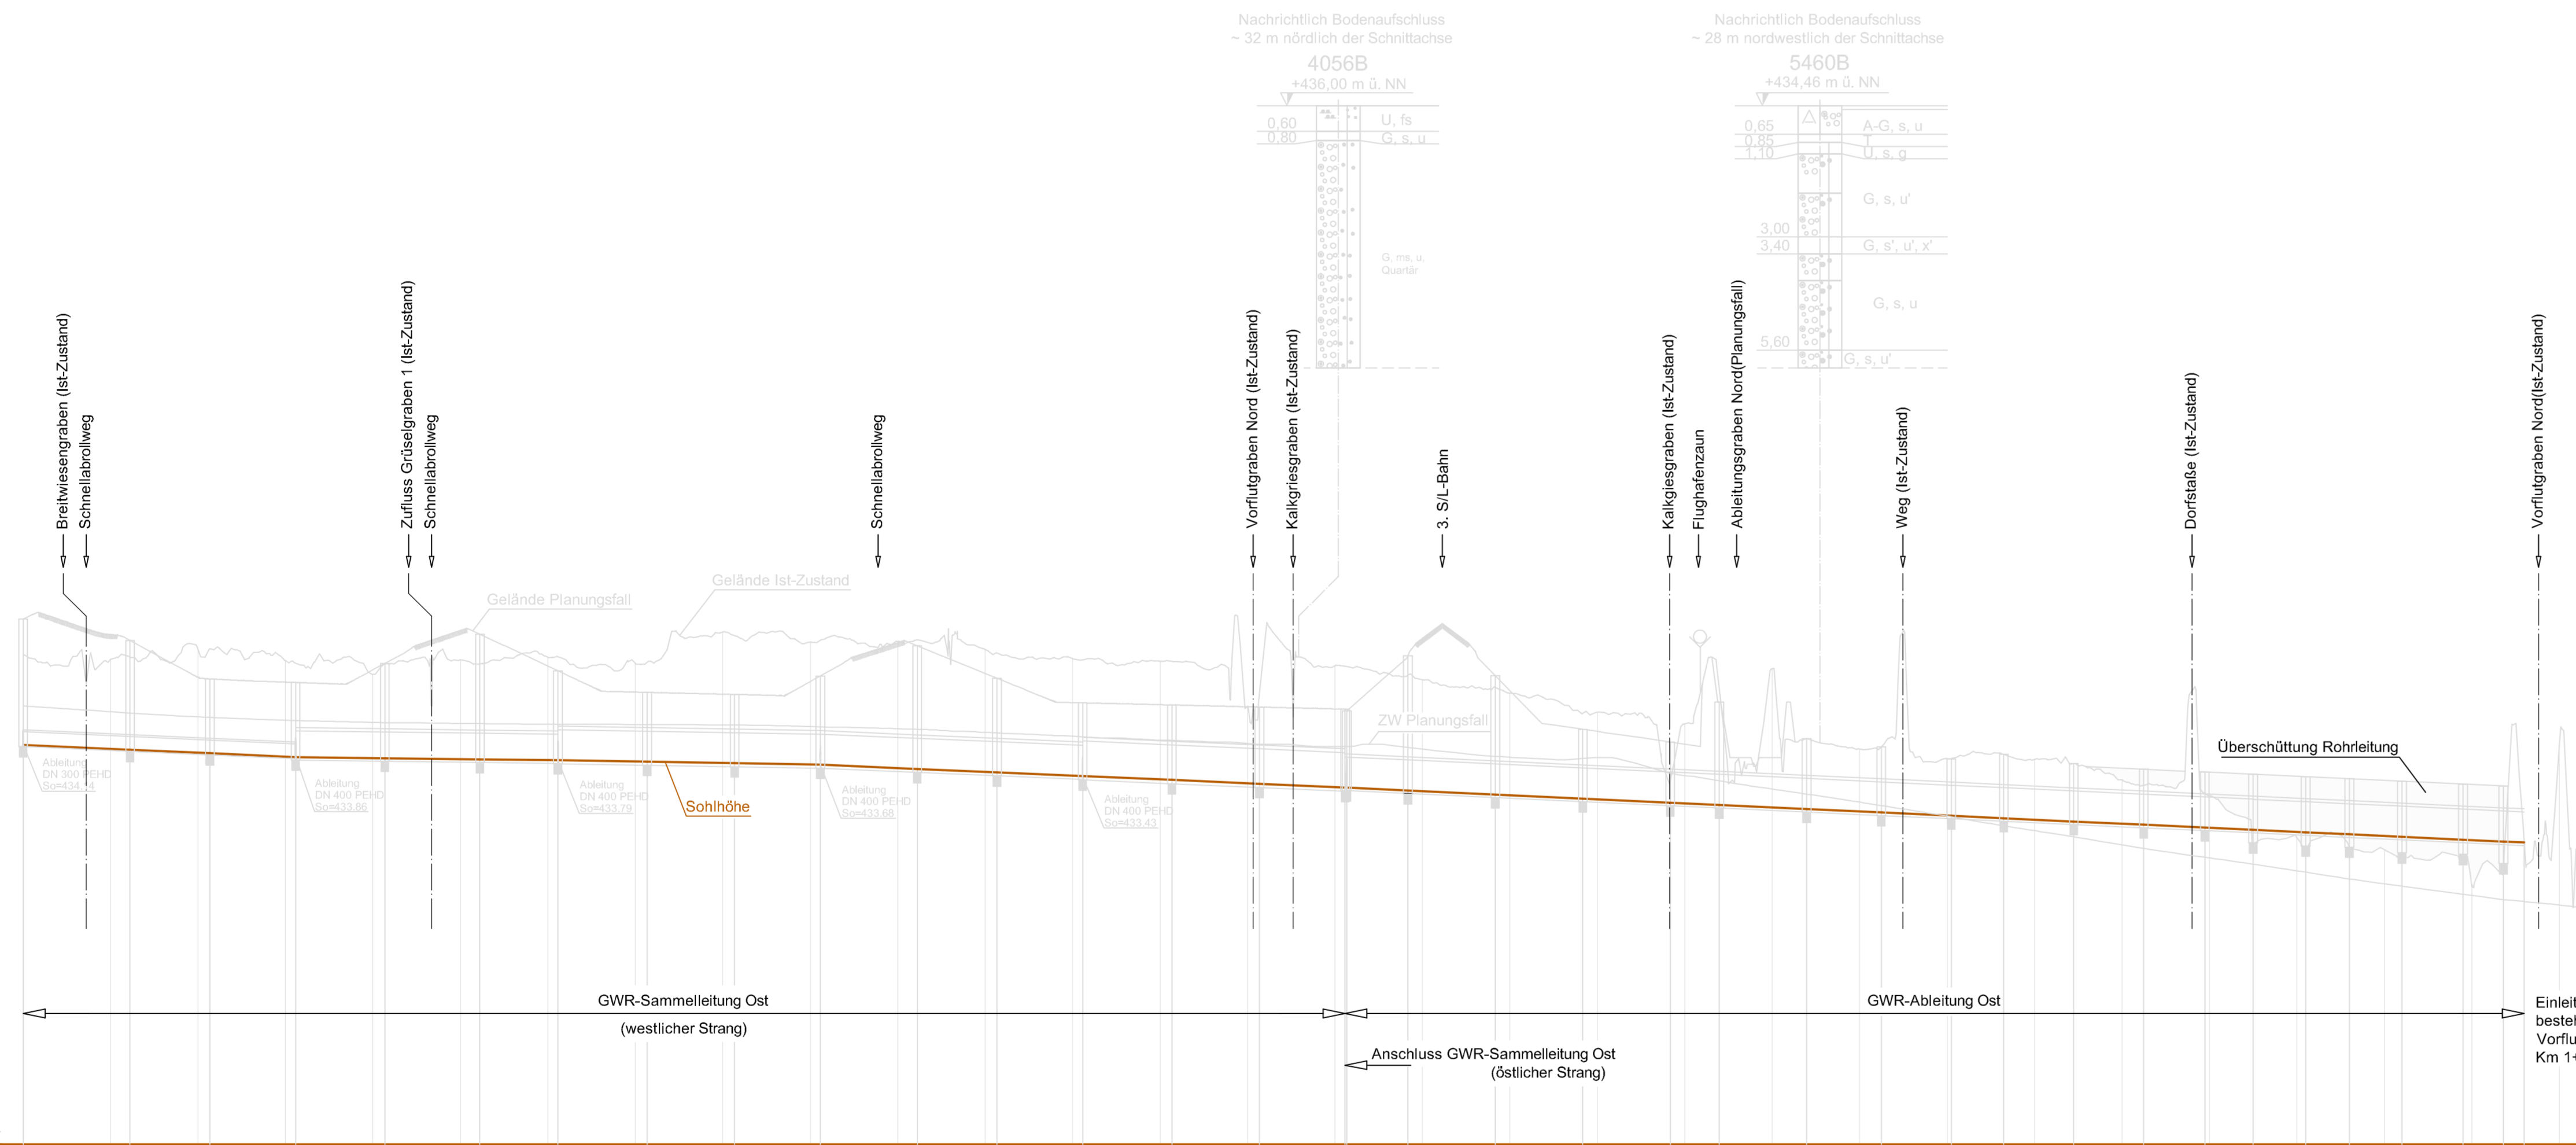 Nachrichtlich Bodenaufschluss
~ 32 m nördlich der Schnittachse
4056B
+436,00 m ü. NN
0,60
U, fs
0,80
G, s, u
G, ms, u,
Quartär
Nachrichtlich Bodenaufschluss
~ 28 m nordwestlich der Schnittachse
5460B
+434,46 m ü. NN
0,65
A-G, s, u
0,85
T
1,10
U, s, g
G, s, u'
3,00
3,40
G, s', u', x'
G, s, u
5,60
G, s, u'
Breitwiesengraben (Ist-Zustand)
Schnellabrollweg
Zufluss Grüselgraben 1 (Ist-Zustand)
Schnellabrollweg
Schnellabrollweg
Vorflutgraben Nord (Ist-Zustand)
Kalkgriesgraben (Ist-Zustand)
3. S/L-Bahn
Kalkgiesgraben (Ist-Zustand)
Flughafenzaun
Ableitungsgraben Nord(Planungsfall)
Weg (Ist-Zustand)
Dorfstaße (Ist-Zustand)
Vorflutgraben Nord(Ist-Zustand)
Gelände Planungsfall
Gelände Ist-Zustand
ZW Planungsfall
Überschüttung Rohrleitung
Ableitung
DN 300 PEHD
Ableitung
DN 400 PEHD
So=433.86
Ableitung
DN 400 PEHD
So=433.79
Sohlhöhe
Ableitung
DN 400 PEHD
So=433.68
Ableitung
DN 400 PEHD
So=433.43
GWR-Sammelleitung Ost
(westlicher Strang)
GWR-Ableitung Ost
Anschluss GWR-Sammelleitung Ost
(östlicher Strang)
Einleit
besteh
Vorflu
Km 1+